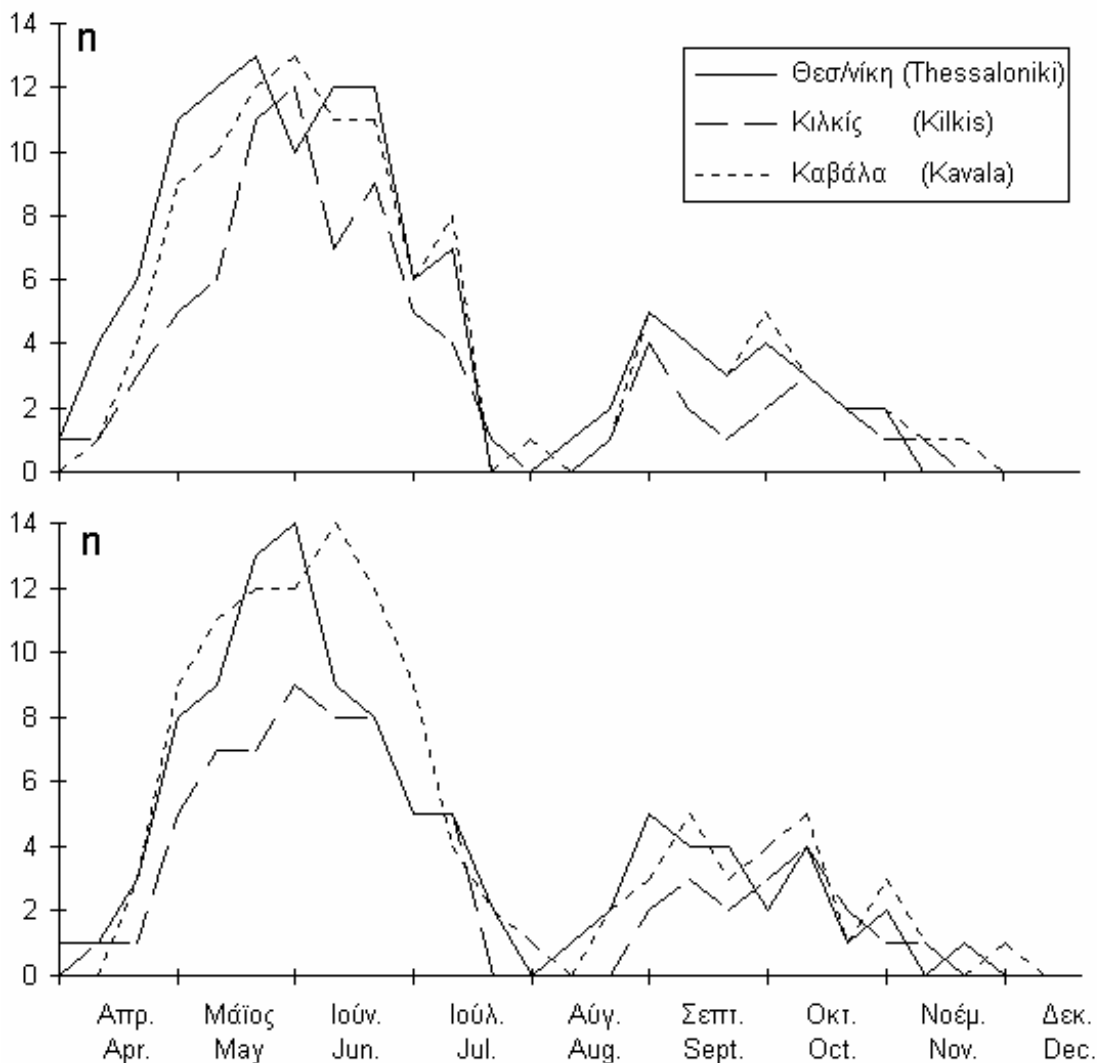 14
n
12
10
8
6
4
2
0
Θεσ/νίκη (Thessaloniki)
Κιλκίς (Kilkis)
Καβάλα (Kavala)
14
n
12
10
8
6
4
2
0
Απρ. Μάϊος Ιούν. Ιούλ. Αύγ. Σεπτ. Οκτ. Νοέμ. Δεκ.
Apr. May Jun. Jul. Aug. Sept. Oct. Nov. Dec.